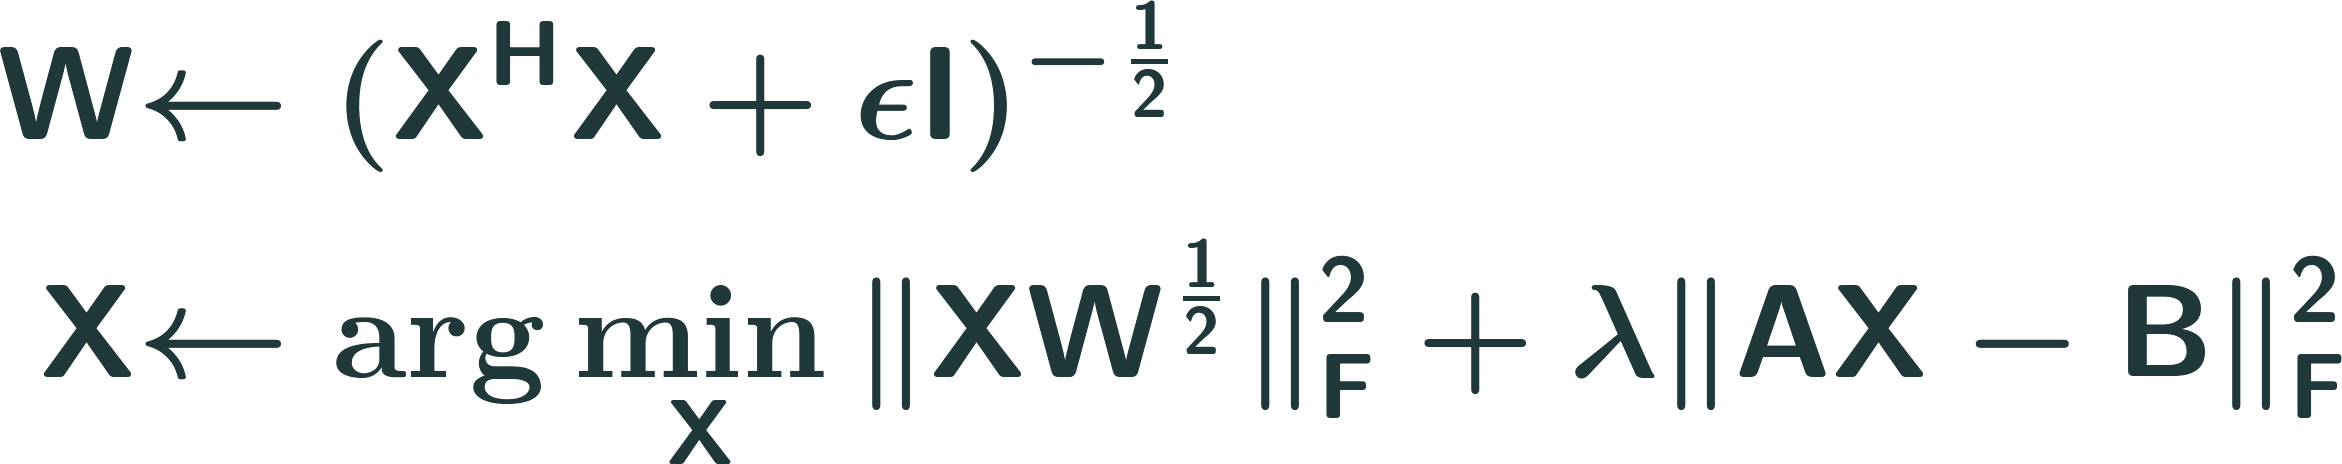 W ← (X^H X + ϵI)^{-1/2}
X ← arg min_X ‖XW^{1/2}‖_F^2 + λ‖AX − B‖_F^2